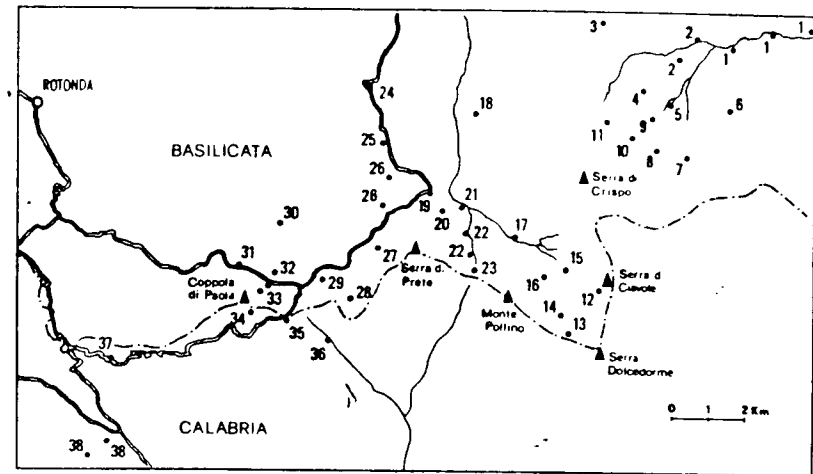 3
2
1
1
1
2
ROTONDA
24
18
4
5
6
9
11
10
8
7
25
BASILICATA
26
Serra di
Crispo
26
19
20
21
30
22
17
27
22
31
32
Serra d.
Prete
23
15
16
Serra d
Ciavole
Coppola
di Paola
29
28
33
12
34
14
Monte
Pollino
13
35
37
36
Serra
Dolcedorme
CALABRIA
0 1 2 Km
38
38